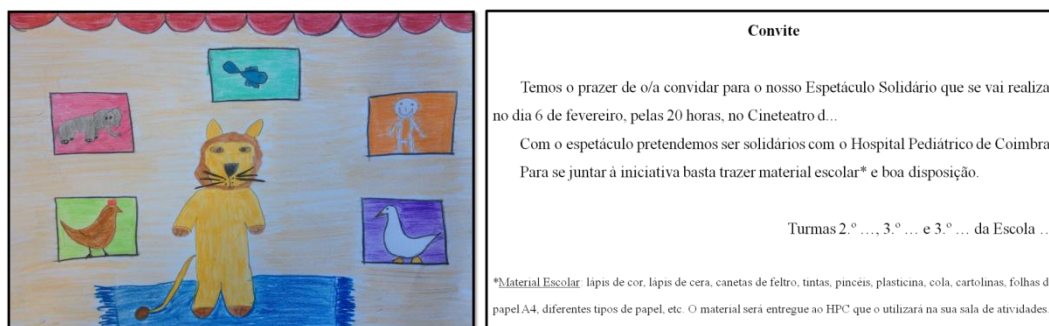 Convite
Temos o prazer de o/a convidar para o nosso Espetáculo Solidário que se vai realiza
no dia 6 de fevereiro, pelas 20 horas, no Cineteatro d...
Com o espetáculo pretendemos ser solidários com o Hospital Pediátrico de Coimbra
Para se juntar à iniciativa basta trazer material escolar* e boa disposição.
Turmas 2.º …, 3.º … e 3.º … da Escola …
*Material Escolar: lápis de cor, lápis de cera, canetas de feltro, tintas, pincéis, plasticina, cola, cartolinas, folhas d
papel A4, diferentes tipos de papel, etc. O material será entregue ao HPC que o utilizará na sua sala de atividades.